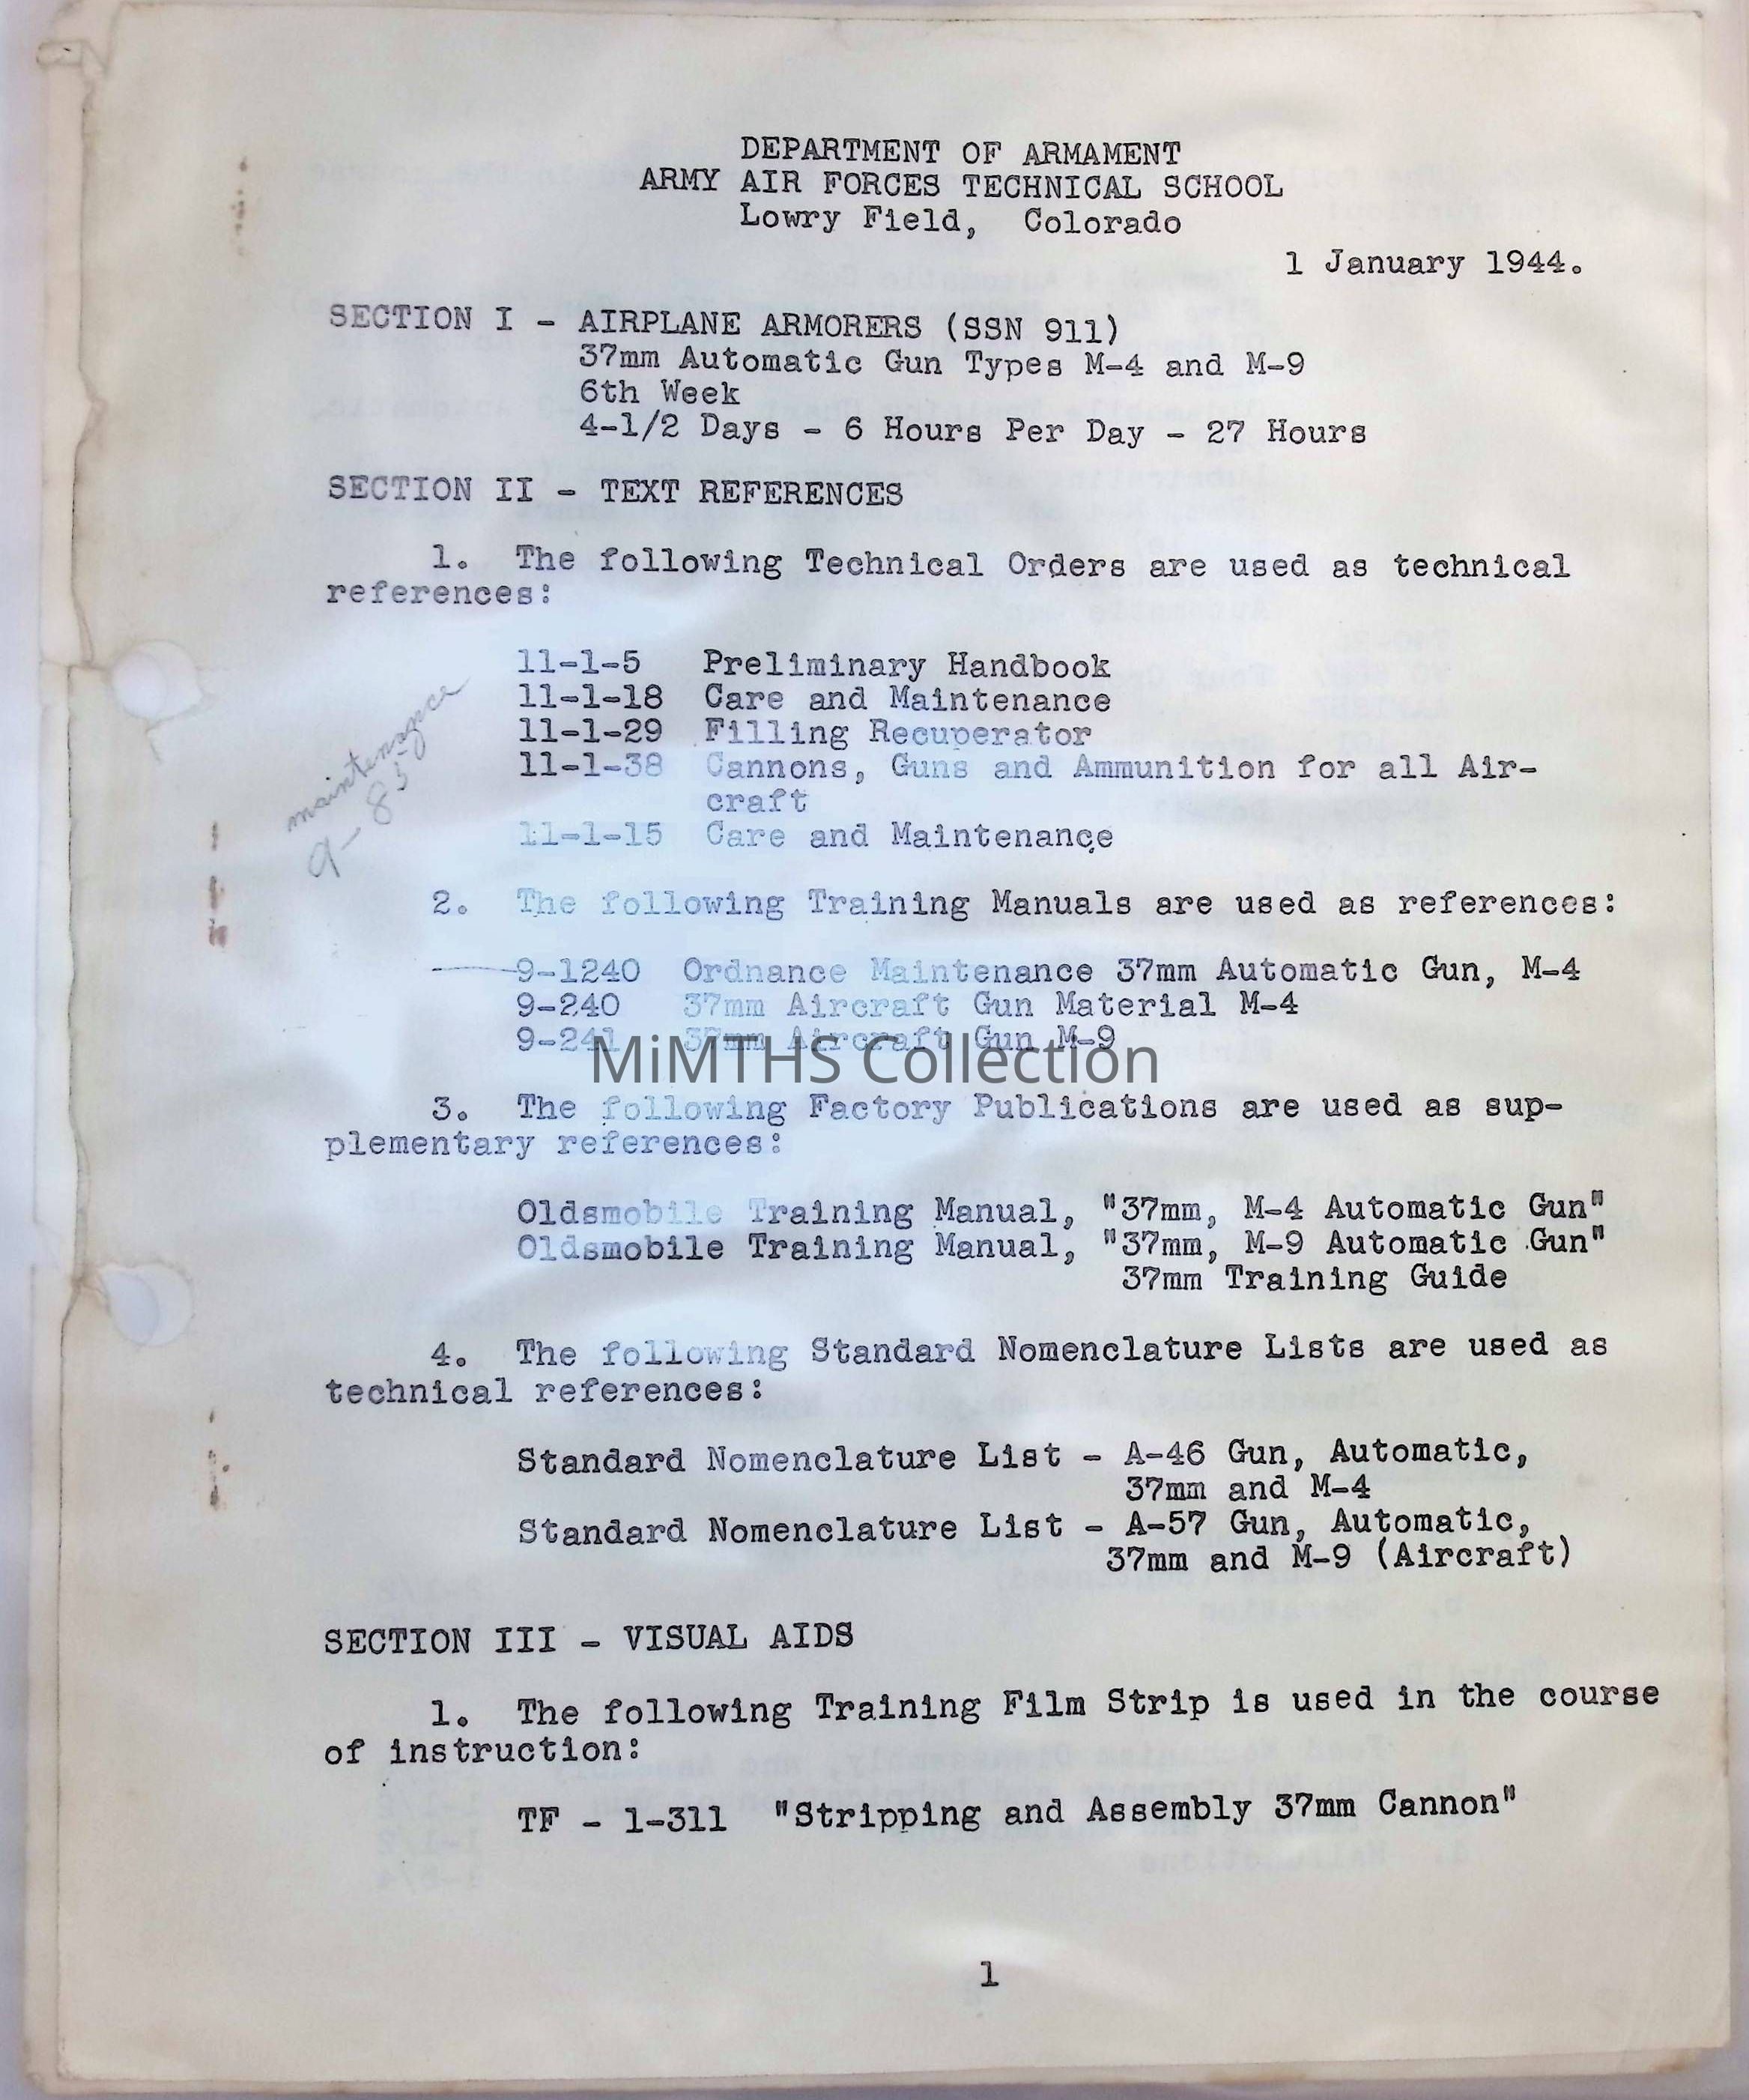 DEPARTMENT OF ARMAMENT
ARMY AIR FORCES TECHNICAL SCHOOL
Lowry Field, Colorado
1 January 1944.
SECTION I - AIRPLANE ARMORERS (SSN 911)
37mm Automatic Gun Types M-4 and M-9
6th Week
4-1/2 Days - 6 Hours Per Day - 27 Hours
SECTION II - TEXT REFERENCES
1. The following Technical Orders are used as technical
references:
11-1-5 Preliminary Handbook
11-1-18 Care and Maintenance
11-1-29 Filling Recuperator
11-1-38 Cannons, Guns and Ammunition for all Air-
craft
11-1-15 Care and Maintenance
maintenance
9-85
2. The following Training Manuals are used as references:
9-1240 Ordnance Maintenance 37mm Automatic Gun, M-4
9-240 37mm Aircraft Gun Material M-4
9-241 37mm Aircraft Gun M-9
MiMTHS Collection
3. The following Factory Publications are used as sup-
plementary references:
Oldsmobile Training Manual, "37mm, M-4 Automatic Gun"
Oldsmobile Training Manual, "37mm, M-9 Automatic Gun"
37mm Training Guide
4. The following Standard Nomenclature Lists are used as
technical references:
Standard Nomenclature List - A-46 Gun, Automatic,
37mm and M-4
Standard Nomenclature List - A-57 Gun, Automatic,
37mm and M-9 (Aircraft)
SECTION III - VISUAL AIDS
1. The following Training Film Strip is used in the course
of instruction:
TF - 1-311 "Stripping and Assembly 37mm Cannon"
1